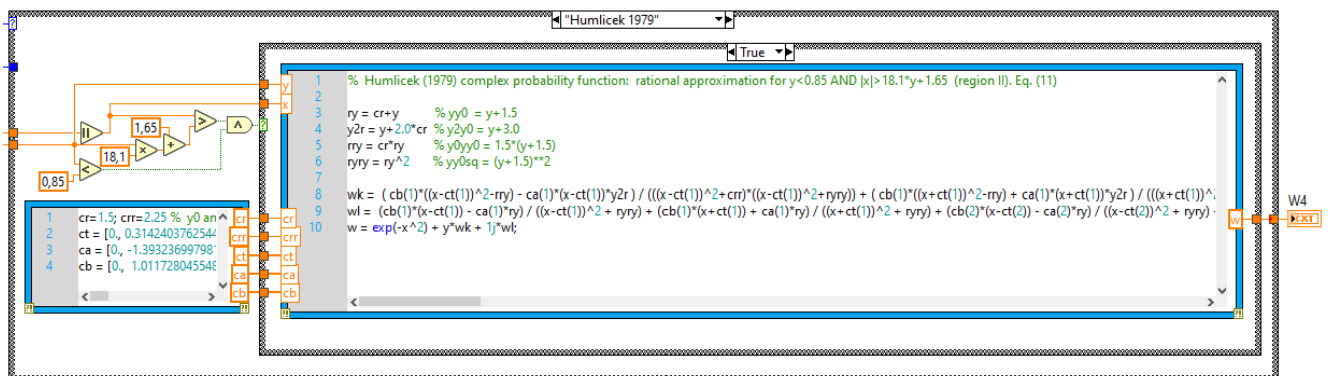 "Humlicek 1979"
True
y
x
1 % Humlicek (1979) complex probability function: rational approximation for y<0.85 AND |x|>18.1*y+1.65 (region II). Eq. (11)
2
3 ry = cr+y % yy0 = y+1.5
4 y2r = y+2.0*cr % y2y0 = y+3.0
5 rry = cr*ry % y0yy0 = 1.5*(y+1.5)
6 ryry = ry^2 % yy0sq = (y+1.5)**2
7
8 wk = ( cb(1)*((x-ct(1))^2-rry) - ca(1)*(x-ct(1))*y2r ) / (((x-ct(1))^2+crr)*((x-ct(1))^2+ryry)) + ( cb(1)*((x+ct(1))^2-rry) + ca(1)*(x+ct(1))*y2r ) / (((x+ct(1))^
9 wl = (cb(1)*(x-ct(1)) - ca(1)*ry) / ((x-ct(1))^2 + ryry) + (cb(1)*(x+ct(1)) + ca(1)*ry) / ((x+ct(1))^2 + ryry) + (cb(2)*(x-ct(2)) - ca(2)*ry) / ((x-ct(2))^2 + ryry) -
10 w = exp(-x^2) + y*wk + 1j*wl;
1,65
18,1
0,85
1 cr=1.5; crr=2.25 % y0 an
2 ct = [0., 0.3142403762544
3 ca = [0., -1.39323699798
4 cb = [0., 1.011728045548
cr
crr
ct
ca
cb
cr
crr
ct
ca
cb
w
W4
EXT